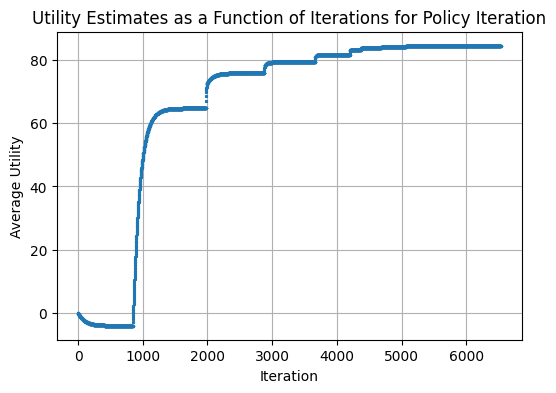 Utility Estimates as a Function of Iterations for Policy Iteration
80
60
40
20
0
Average Utility
0 1000 2000 3000 4000 5000 6000
Iteration